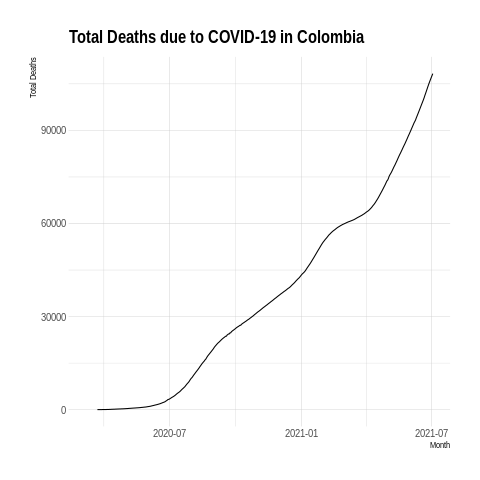 Total Deaths due to COVID-19 in Colombia
Total Deaths
90000
60000
30000
0
2020-07
2021-01
2021-07
Month